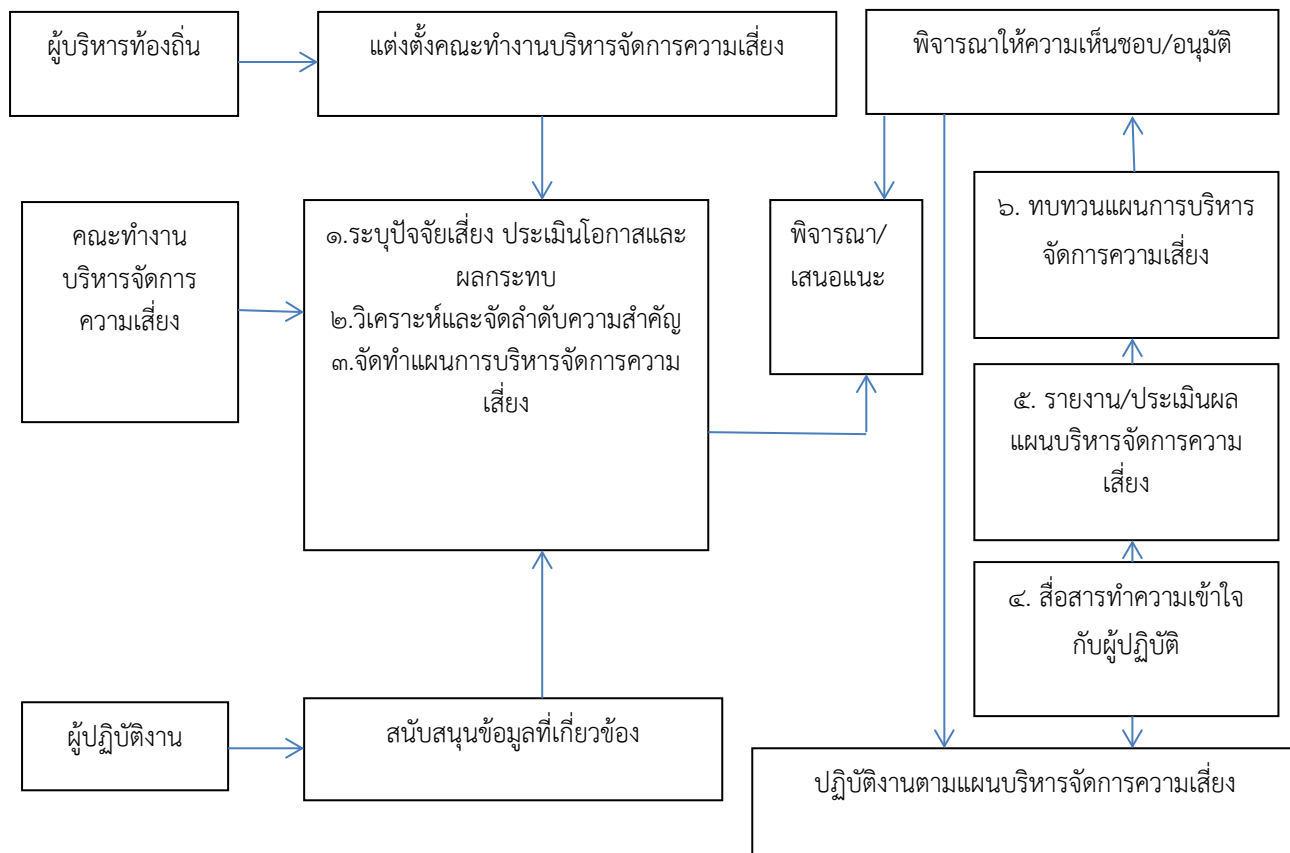 ผู้บริหารท้องถิ่น
แต่งตั้งคณะทำงานบริหารจัดการความเสี่ยง
พิจารณาให้ความเห็นชอบ/อนุมัติ
คณะทำงาน
บริหารจัดการ
ความเสี่ยง
๑.ระบุปัจจัยเสี่ยง ประเมินโอกาสและ
ผลกระทบ
๒.วิเคราะห์และจัดลำดับความสำคัญ
๓.จัดทำแผนการบริหารจัดการความ
เสี่ยง
พิจารณา/
เสนอแนะ
๖. ทบทวนแผนการบริหาร
จัดการความเสี่ยง
๕. รายงาน/ประเมินผล
แผนบริหารจัดการความ
เสี่ยง
๔. สื่อสารทำความเข้าใจ
กับผู้ปฏิบัติ
ผู้ปฏิบัติงาน
สนับสนุนข้อมูลที่เกี่ยวข้อง
ปฏิบัติงานตามแผนบริหารจัดการความเสี่ยง